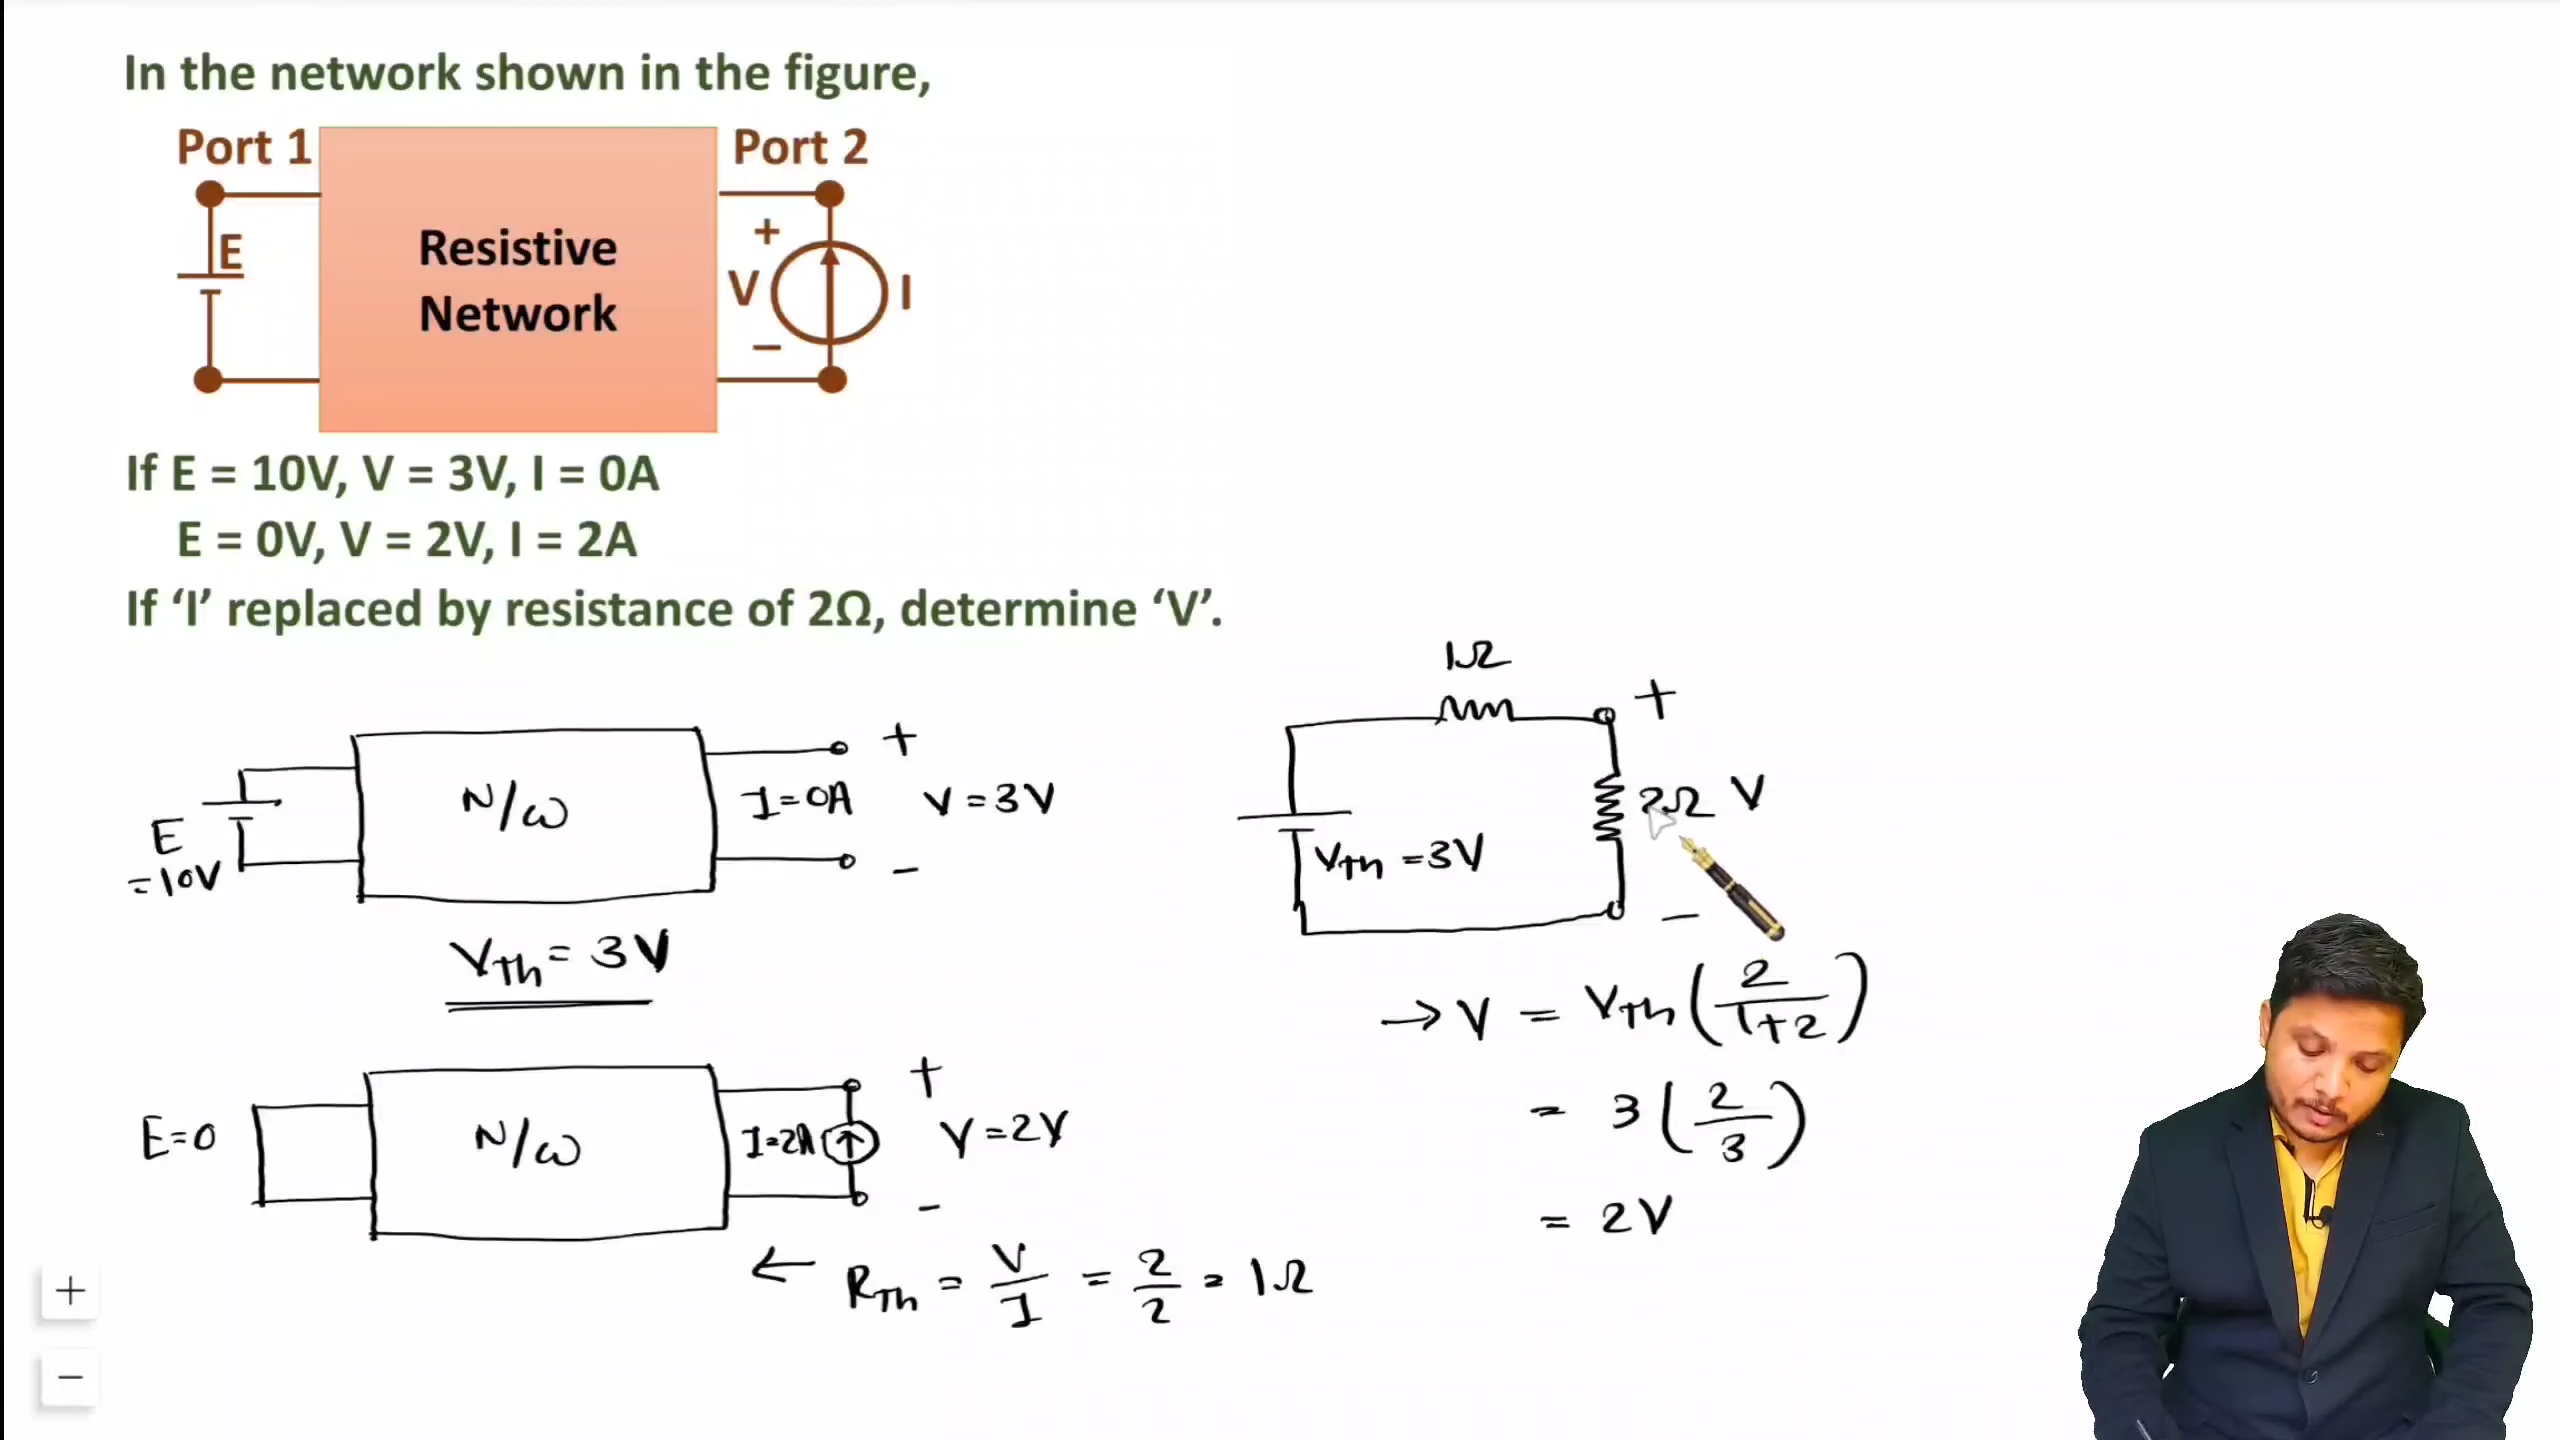 In the network shown in the figure,
Port 1
Port 2
E
Resistive
Network
+
V
I
−
If E = 10V, V = 3V, I = 0A
E = 0V, V = 2V, I = 2A
If ‘I’ replaced by resistance of 2Ω, determine ‘V’.
E
=10V
N/W
I=0A
+
V=3V
-
VTh = 3V
E=0
N/W
I=2A
+
V=2V
-
← RTh = V/I = 2/2 = 1Ω
1Ω
+
2Ω V
VTh =3V
-
→ V = VTh (2/1+2)
= 3 (2/3)
= 2V
+
−